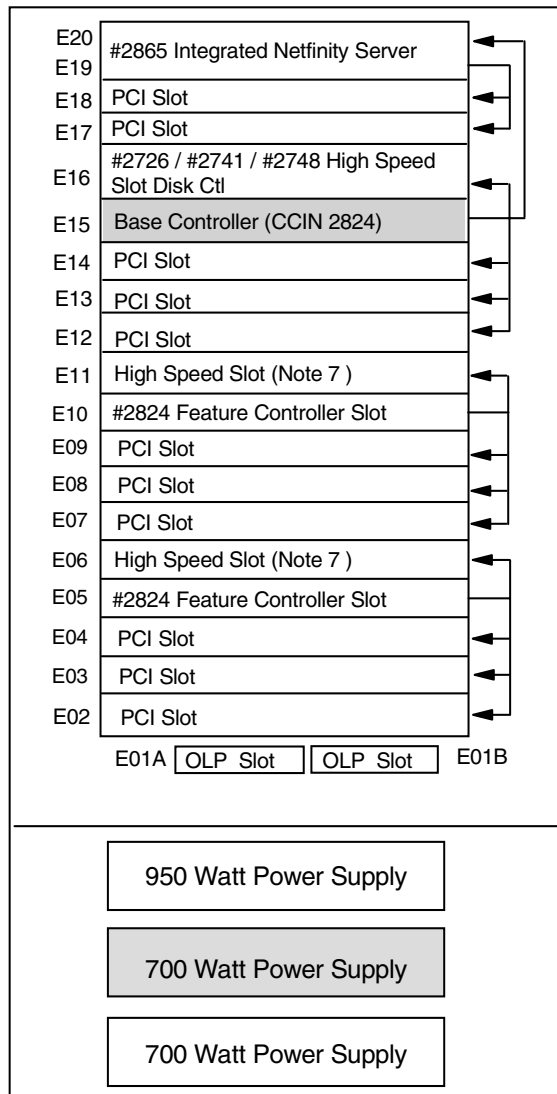 E20
#2865 Integrated Netfinity Server
E19
E18 PCI Slot
E17 PCI Slot
#2726 / #2741 / #2748 High Speed
E16 Slot Disk Ctl
E15 Base Controller (CCIN 2824)
E14 PCI Slot
E13 PCI Slot
E12 PCI Slot
E11 High Speed Slot (Note 7 )
E10 #2824 Feature Controller Slot
E09 PCI Slot
E08 PCI Slot
E07 PCI Slot
E06 High Speed Slot (Note 7 )
E05 #2824 Feature Controller Slot
E04 PCI Slot
E03 PCI Slot
E02 PCI Slot
E01A OLP Slot OLP Slot E01B
950 Watt Power Supply
700 Watt Power Supply
700 Watt Power Supply